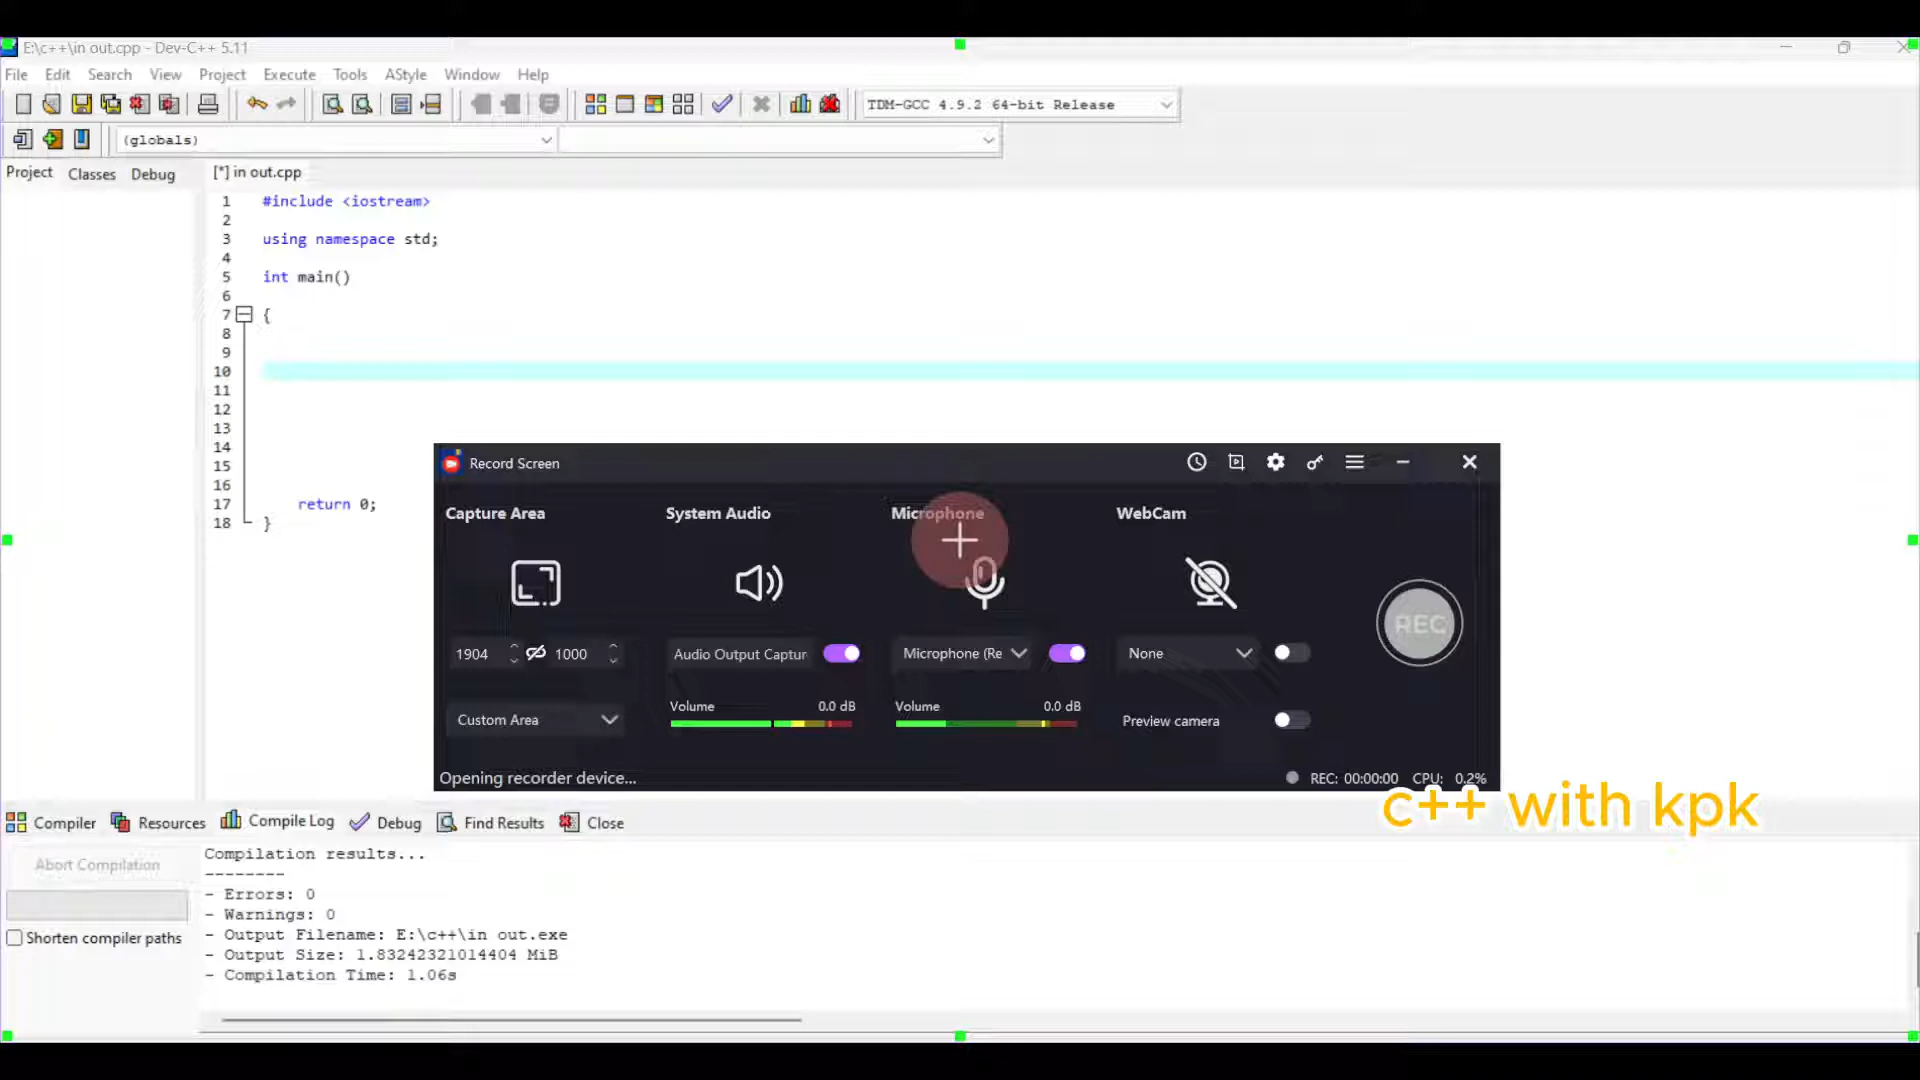 E:\c++\in out.cpp - Dev-C++ 5.11
File Edit Search View Project Execute Tools AStyle Window Help
TDM-GCC 4.9.2 64-bit Release
(globals)
Project Classes Debug
[*] in out.cpp
1 #include <iostream>
2
3 using namespace std;
4
5 int main()
6
7 {
8
9
10
11
12
13
14
15
16
17 return 0;
18 }
Record Screen
Capture Area System Audio Microphone WebCam
REC
1904 1000 Audio Output Captur Microphone (Re None
Volume 0.0 dB Volume 0.0 dB
Custom Area Preview camera
Opening recorder device... REC: 00:00:00 CPU: 0.2%
c++ with kpk
Compiler Resources Compile Log Debug Find Results Close
Abort Compilation
Shorten compiler paths
Compilation results...
--------
- Errors: 0
- Warnings: 0
- Output Filename: E:\c++\in out.exe
- Output Size: 1.83242321014404 MiB
- Compilation Time: 1.06s